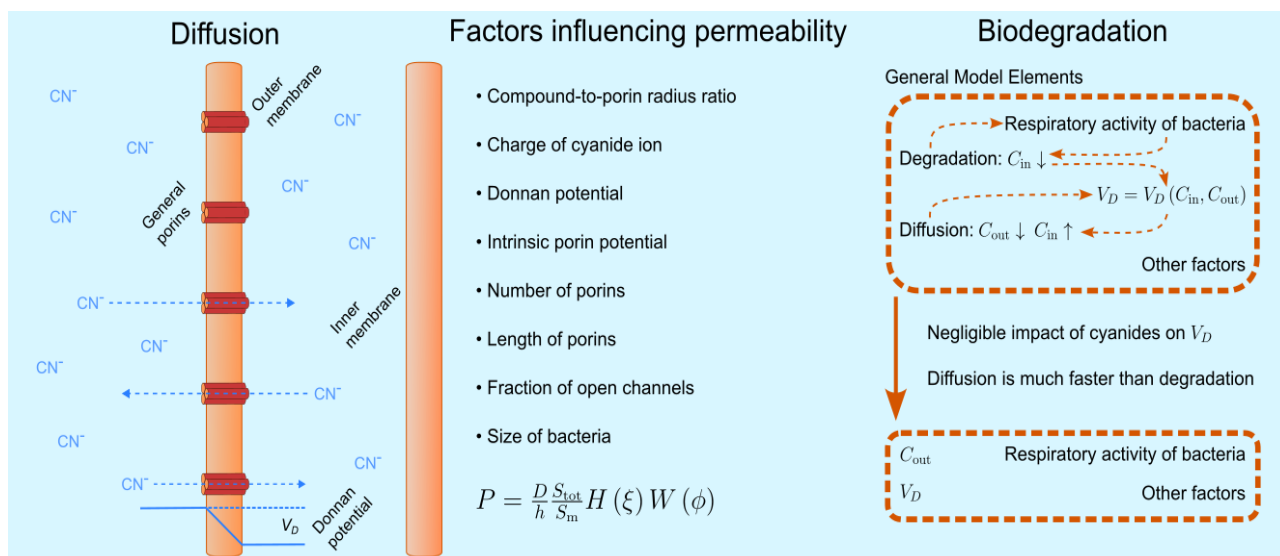 Diffusion
CN⁻
CN⁻
CN⁻
CN⁻
CN⁻
CN⁻
CN⁻
CN⁻
CN⁻
CN⁻
CN⁻
CN⁻
CN⁻
CN⁻
Outer
membrane
General
porins
Inner
membrane
V_D
Donnan
potential
Factors influencing permeability
• Compound-to-porin radius ratio
• Charge of cyanide ion
• Donnan potential
• Intrinsic porin potential
• Number of porins
• Length of porins
• Fraction of open channels
• Size of bacteria
P = D/h S_tot/S_m H (ξ) W (ϕ)
Biodegradation
General Model Elements
Respiratory activity of bacteria
Degradation: C_in ↓
V_D = V_D (C_in, C_out)
Diffusion: C_out ↓ C_in ↑
Other factors
Negligible impact of cyanides on V_D
Diffusion is much faster than degradation
C_out Respiratory activity of bacteria
V_D Other factors